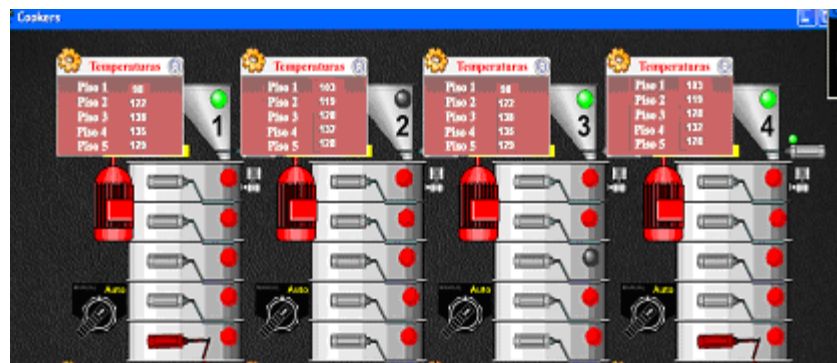 Cookers
Temperaturas
Piso 1 98
Piso 2 122
Piso 3 138
Piso 4 135
Piso 5 129
1
Auto
Temperaturas
Piso 1 103
Piso 2 119
Piso 3 128
Piso 4 137
Piso 5 128
2
Auto
Temperaturas
Piso 1 98
Piso 2 122
Piso 3 138
Piso 4 135
Piso 5 129
3
Auto
Temperaturas
Piso 1 103
Piso 2 119
Piso 3 128
Piso 4 137
Piso 5 128
4
Auto